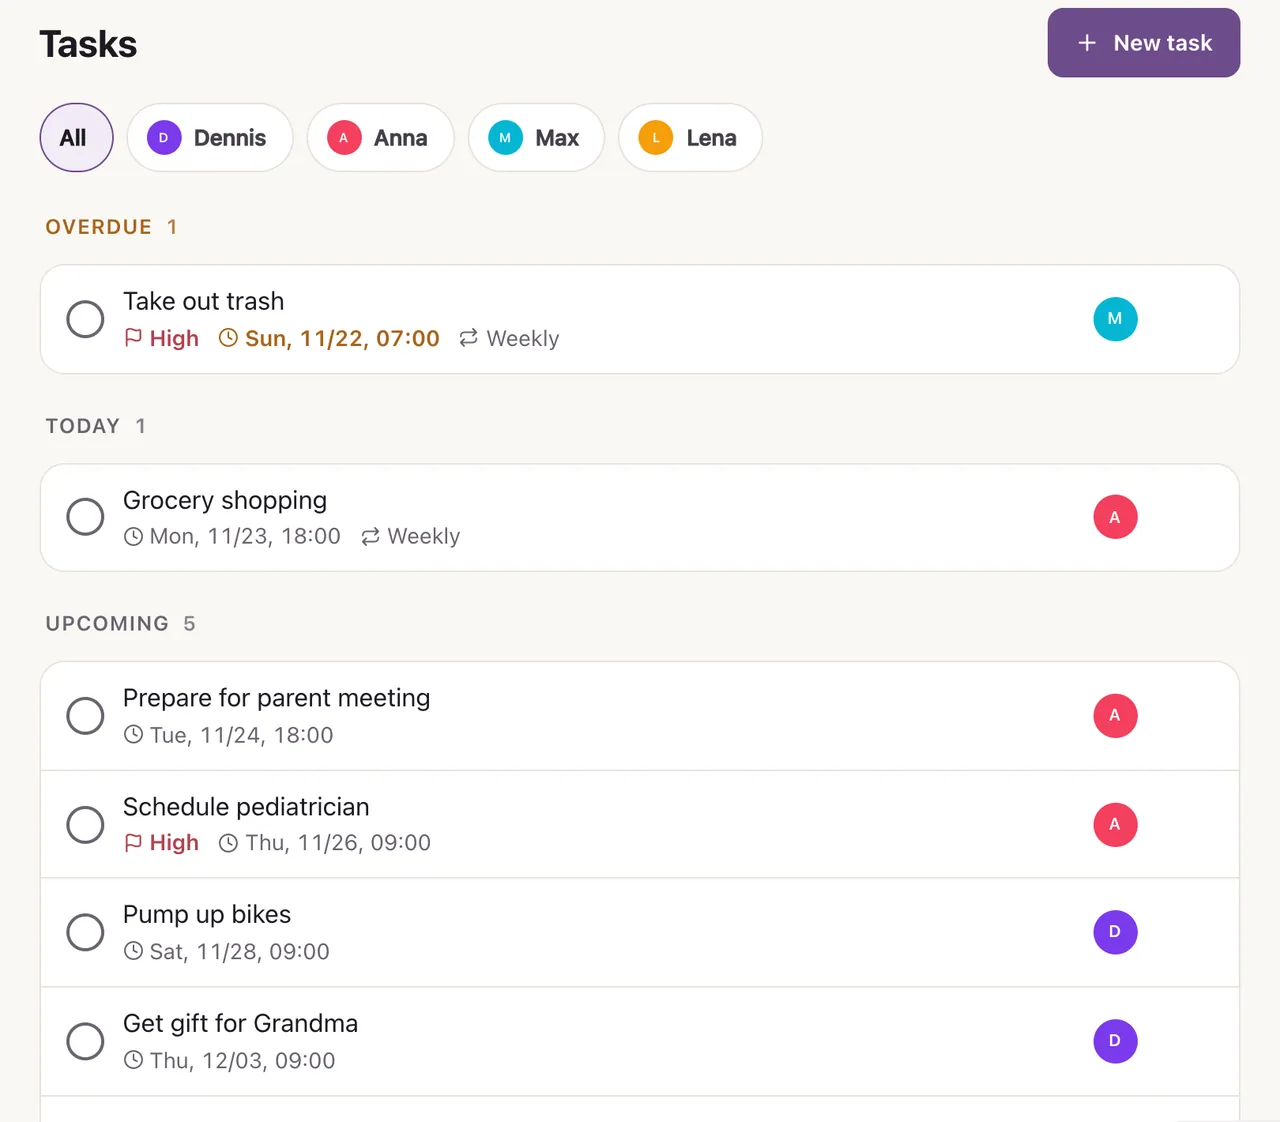 Tasks
+ New task
All
D Dennis
A Anna
M Max
L Lena
OVERDUE 1
Take out trash
M
High Sun, 11/22, 07:00 Weekly
TODAY 1
Grocery shopping
A
Mon, 11/23, 18:00 Weekly
UPCOMING 5
Prepare for parent meeting
A
Tue, 11/24, 18:00
Schedule pediatrician
A
High Thu, 11/26, 09:00
Pump up bikes
D
Sat, 11/28, 09:00
Get gift for Grandma
D
Thu, 12/03, 09:00